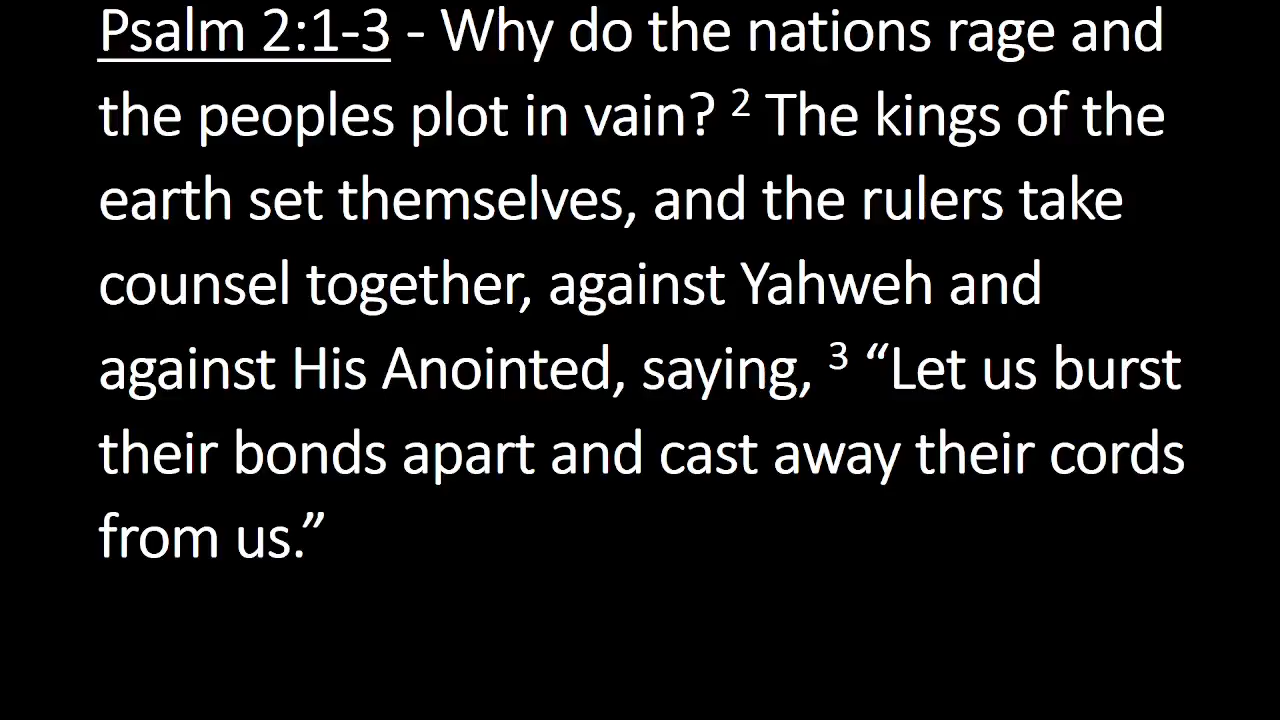 Psalm 2:1-3 - Why do the nations rage and
the peoples plot in vain? ² The kings of the
earth set themselves, and the rulers take
counsel together, against Yahweh and
against His Anointed, saying, ³ “Let us burst
their bonds apart and cast away their cords
from us.”